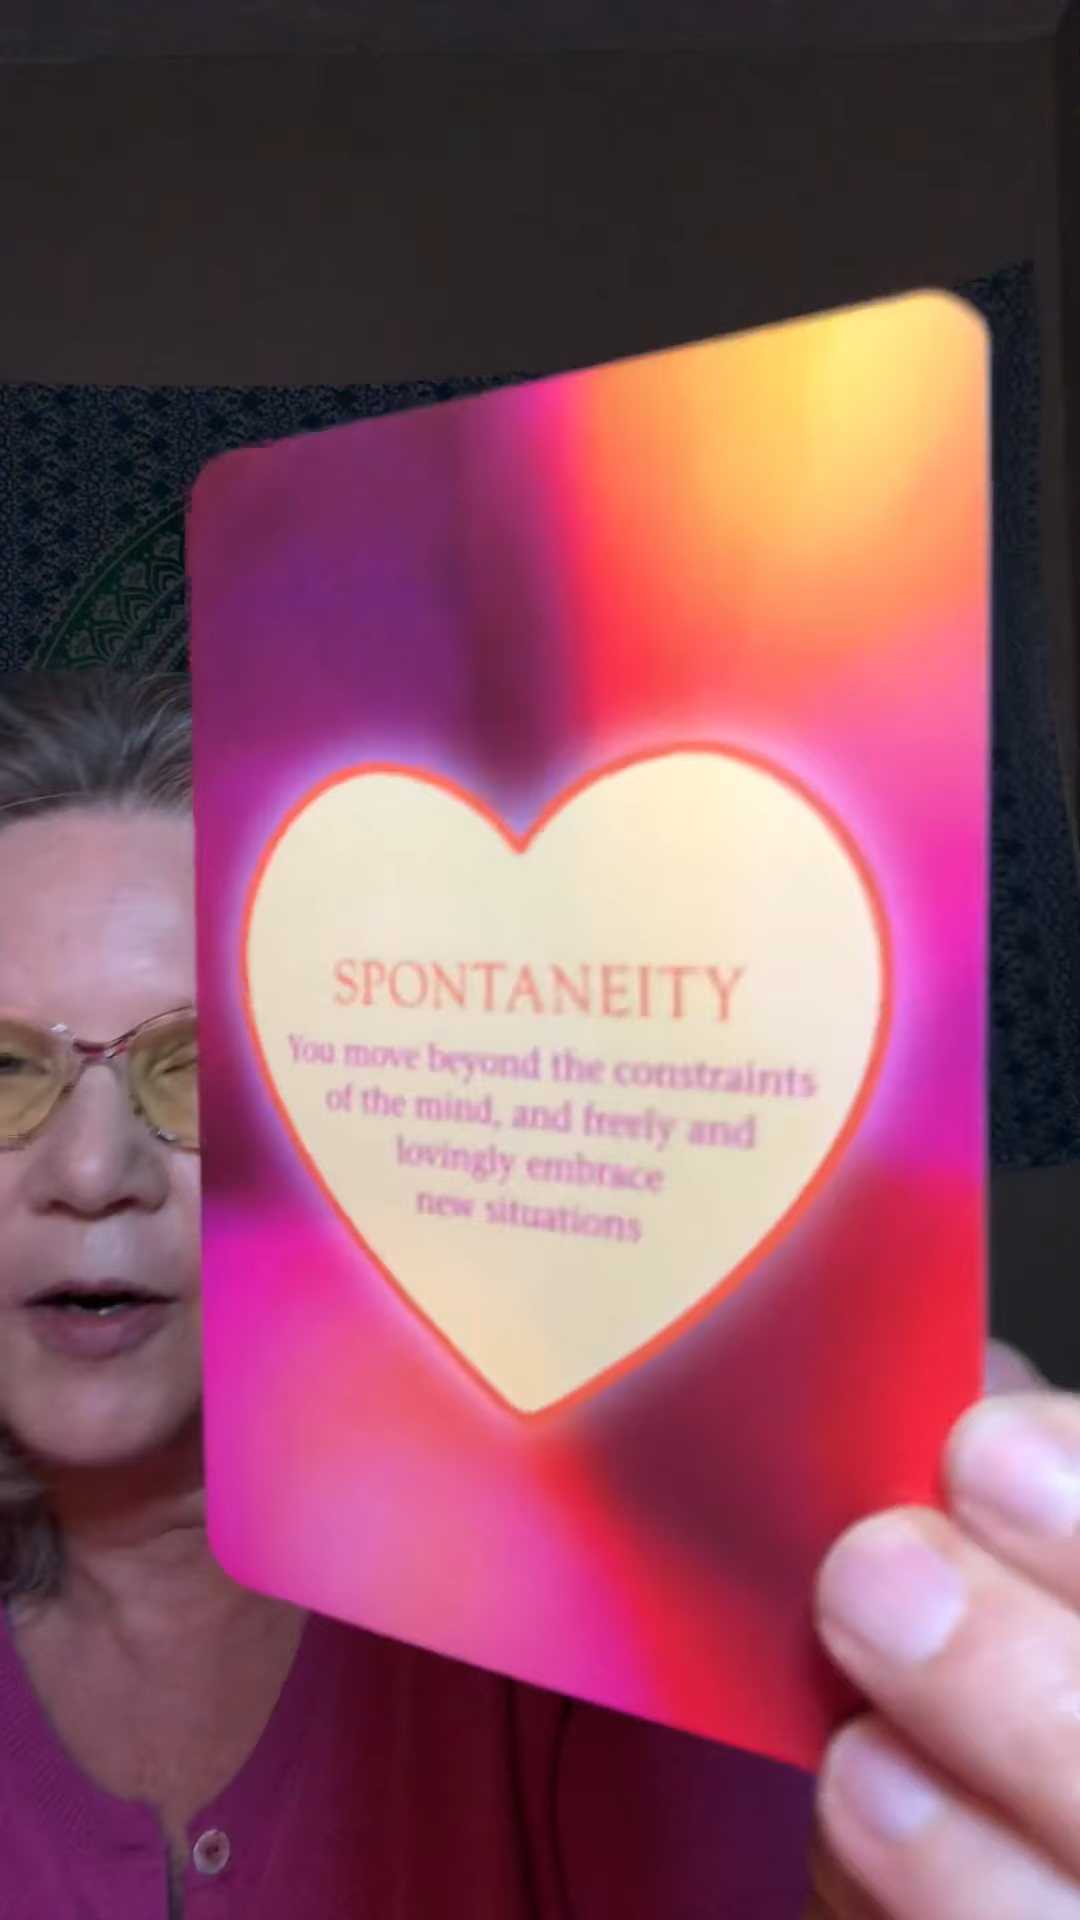 SPONTANEITY
You move beyond the constraints
of the mind, and freely and
lovingly embrace
new situations